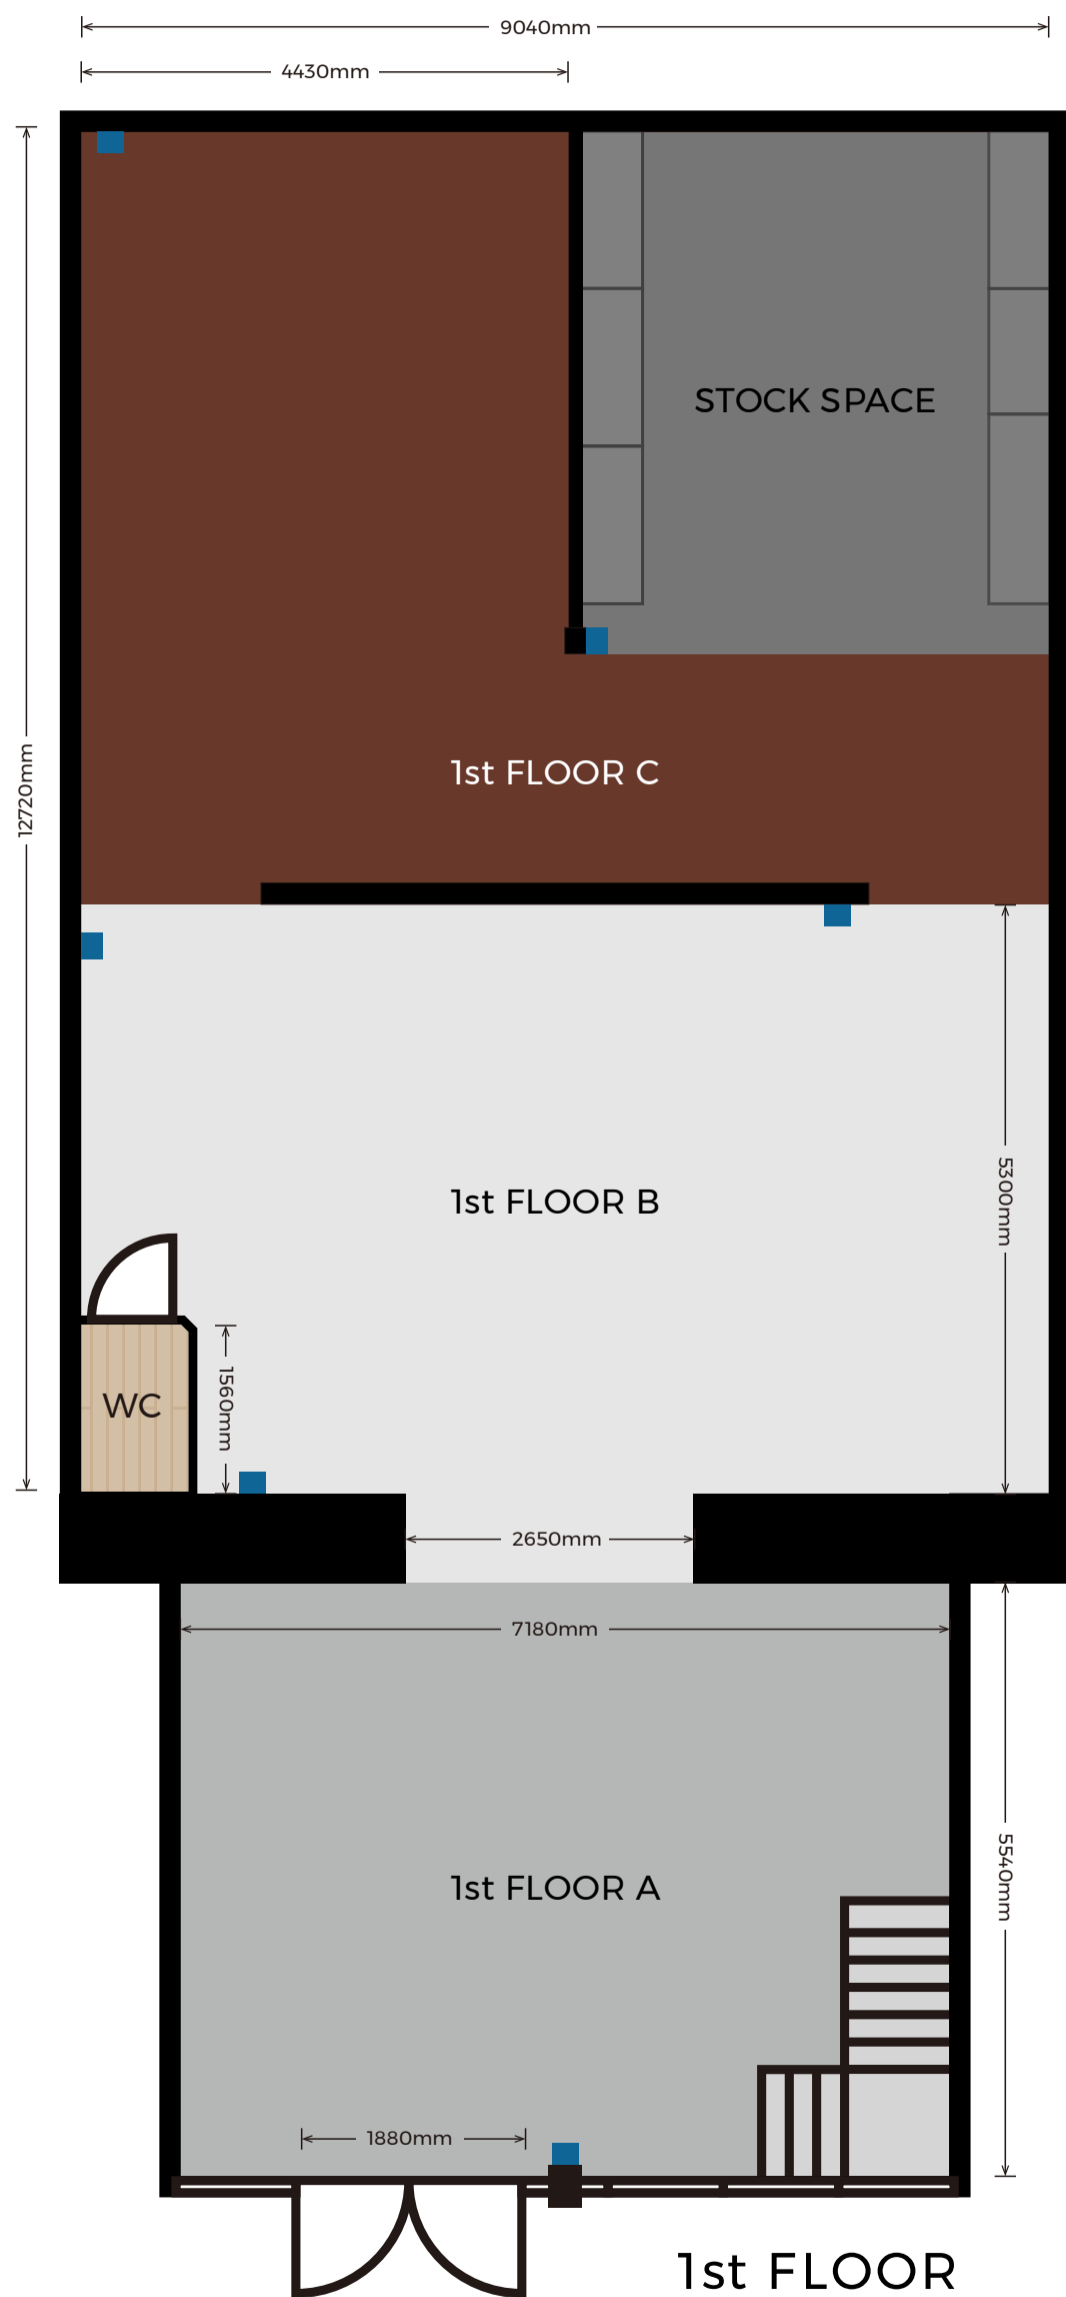 9040mm
4430mm
STOCK SPACE
1st FLOOR C
12720mm
1st FLOOR B
5300mm
WC
1560mm
2650mm
7180mm
1st FLOOR A
5540mm
1880mm
1st FLOOR